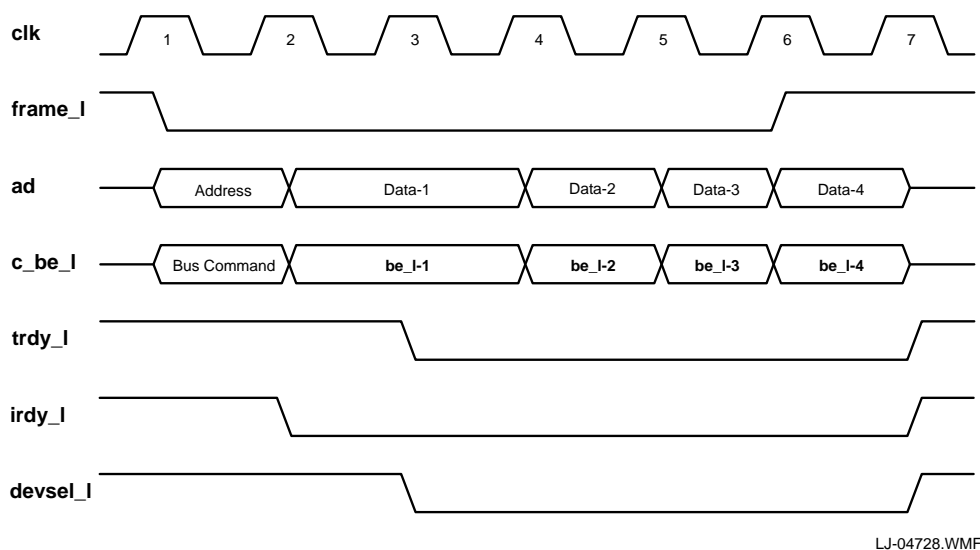 clk 1 2 3 4 5 6 7
frame_l
ad Address Data-1 Data-2 Data-3 Data-4
c_be_l Bus Command be_l-1 be_l-2 be_l-3 be_l-4
trdy_l
irdy_l
devsel_l
LJ-04728.WMF